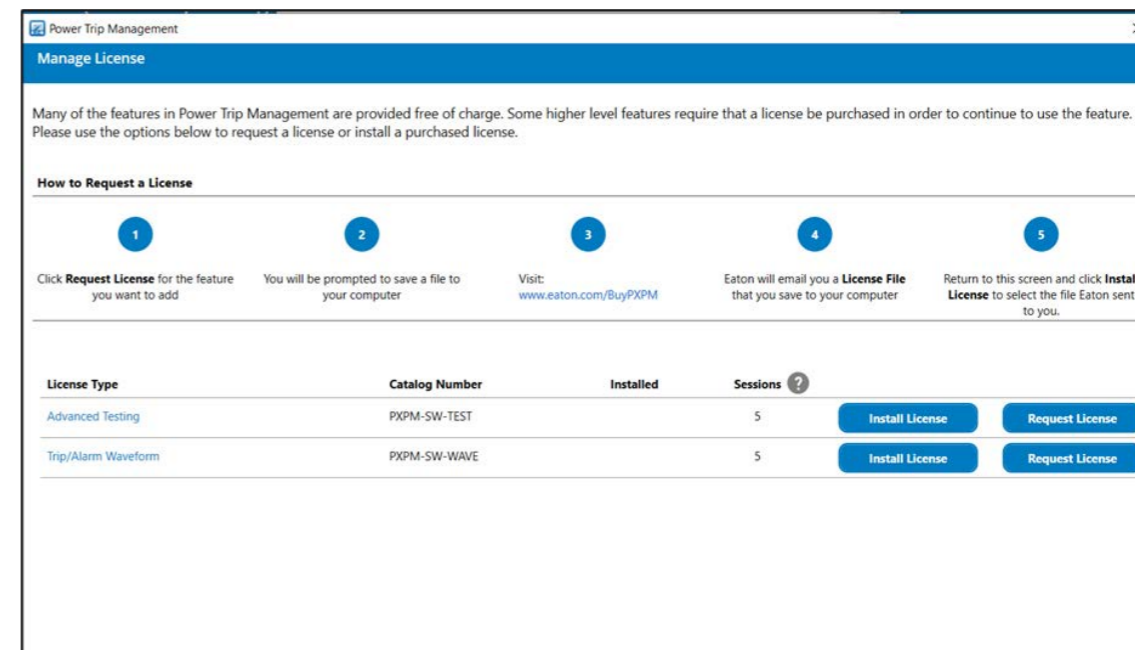 Power Trip Management
Manage License
Many of the features in Power Trip Management are provided free of charge. Some higher level features require that a license be purchased in order to continue to use the feature.
Please use the options below to request a license or install a purchased license.
How to Request a License
1 2 3 4 5
Click Request License for the feature
you want to add
You will be prompted to save a file to
your computer
Visit:
www.eaton.com/BuyPXPM
Eaton will email you a License File
that you save to your computer
Return to this screen and click Instal
License to select the file Eaton sent
to you.
License Type Catalog Number Installed Sessions ?
Advanced Testing PXPM-SW-TEST 5 Install License Request License
Trip/Alarm Waveform PXPM-SW-WAVE 5 Install License Request License